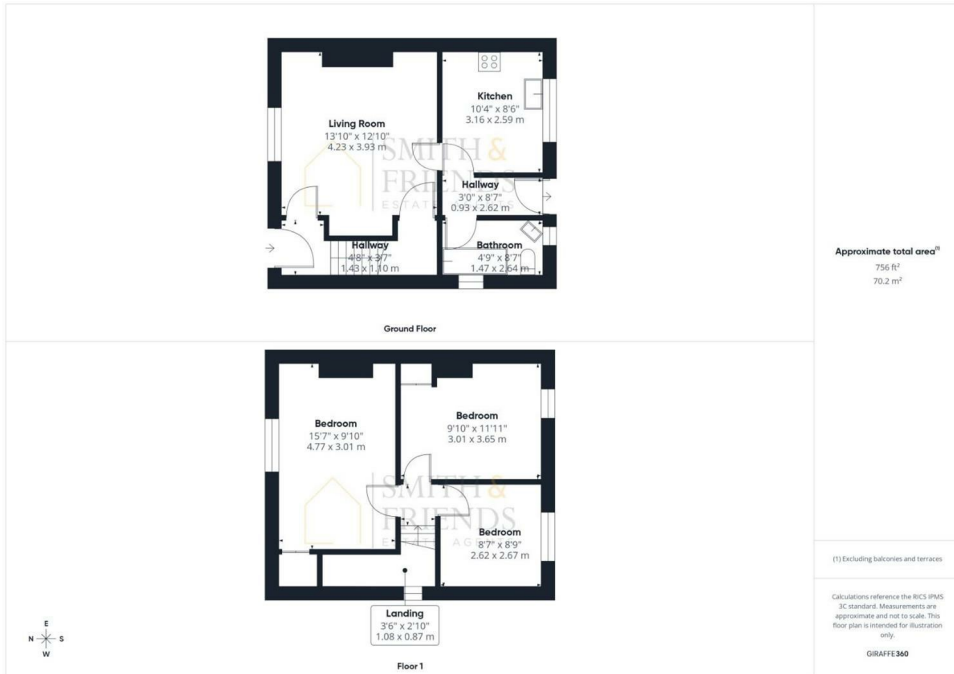 Living Room
13'10" x 12'10"
4.23 x 3.93 m
Kitchen
10'4" x 8'6"
3.16 x 2.59 m
SMITH &
FRIENDS
Hallway
3'0" x 8'7"
0.93 x 2.62 m
Hallway
4'8" x 3'7"
1.43 x 1.10 m
Bathroom
4'9" x 8'7"
1.47 x 2.64 m
Ground Floor
Approximate total area(1)
756 ft²
70.2 m²
Bedroom
15'7" x 9'10"
4.77 x 3.01 m
Bedroom
9'10" x 11'11"
3.01 x 3.65 m
SMITH &
FRIENDS
Bedroom
8'7" x 8'9"
2.62 x 2.67 m
Landing
3'6" x 2'10"
1.08 x 0.87 m
E
N S
W
Floor 1
(1) Excluding balconies and terraces
Calculations reference the RICS IPMS
3C standard. Measurements are
approximate and not to scale. This
floor plan is intended for illustration
only.
GIRAFFE360